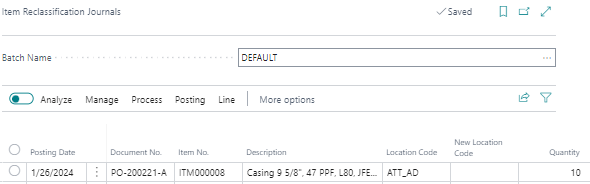 Item Reclassification Journals
Saved
Batch Name
DEFAULT
Analyze Manage Process Posting Line More options
Posting Date Document No. Item No. Description Location Code New Location Code Quantity
1/26/2024 PO-200221-A ITM000008 Casing 9 5/8", 47 PPF, L80, JFE... ATT_AD 10